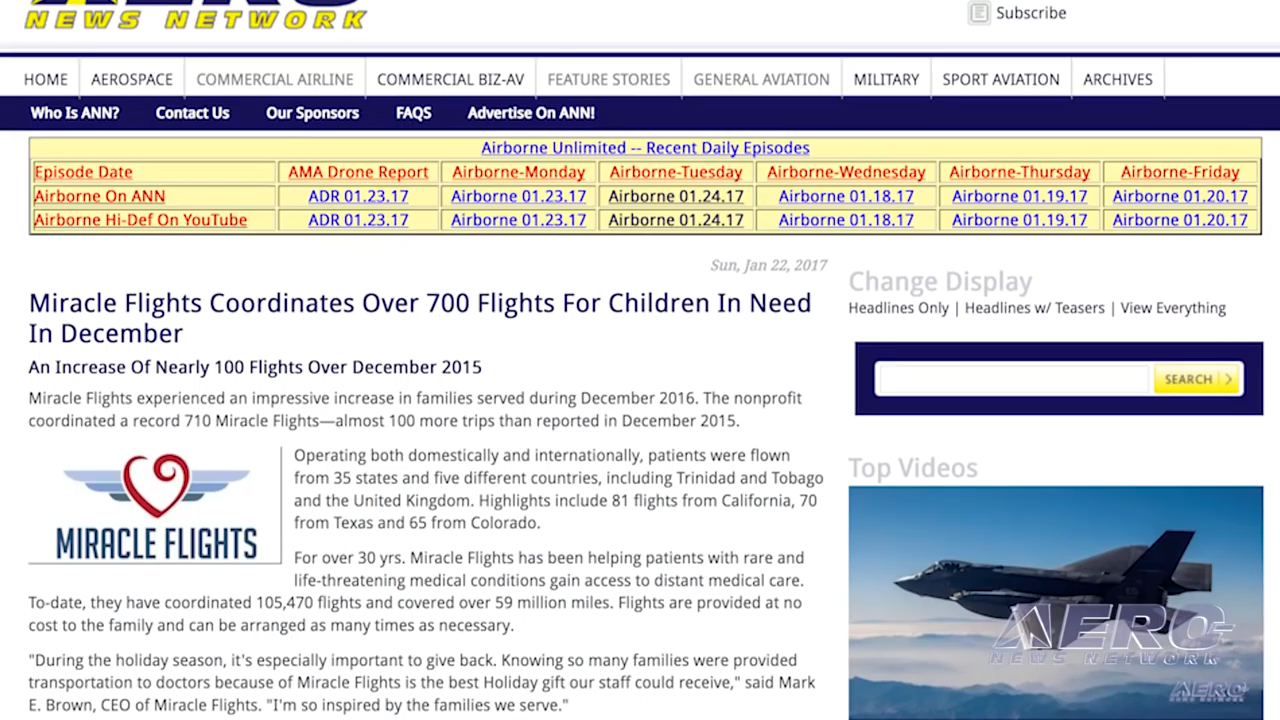 AERO
NEWS NETWORK
Subscribe
HOME AEROSPACE COMMERCIAL AIRLINE COMMERCIAL BIZ-AV FEATURE STORIES GENERAL AVIATION MILITARY SPORT AVIATION ARCHIVES
Who Is ANN? Contact Us Our Sponsors FAQS Advertise On ANN!
Airborne Unlimited -- Recent Daily Episodes
Episode Date AMA Drone Report Airborne-Monday Airborne-Tuesday Airborne-Wednesday Airborne-Thursday Airborne-Friday
Airborne On ANN ADR 01.23.17 Airborne 01.23.17 Airborne 01.24.17 Airborne 01.18.17 Airborne 01.19.17 Airborne 01.20.17
Airborne Hi-Def On YouTube ADR 01.23.17 Airborne 01.23.17 Airborne 01.24.17 Airborne 01.18.17 Airborne 01.19.17 Airborne 01.20.17
Sun, Jan 22, 2017
Miracle Flights Coordinates Over 700 Flights For Children In Need
In December
An Increase Of Nearly 100 Flights Over December 2015
Miracle Flights experienced an impressive increase in families served during December 2016. The nonprofit
coordinated a record 710 Miracle Flights—almost 100 more trips than reported in December 2015.
MIRACLE FLIGHTS
Operating both domestically and internationally, patients were flown
from 35 states and five different countries, including Trinidad and Tobago
and the United Kingdom. Highlights include 81 flights from California, 70
from Texas and 65 from Colorado.
For over 30 yrs. Miracle Flights has been helping patients with rare and
life-threatening medical conditions gain access to distant medical care.
To-date, they have coordinated 105,470 flights and covered over 59 million miles. Flights are provided at no
cost to the family and can be arranged as many times as necessary.
"During the holiday season, it's especially important to give back. Knowing so many families were provided
transportation to doctors because of Miracle Flights is the best Holiday gift our staff could receive," said Mark
E. Brown, CEO of Miracle Flights. "I'm so inspired by the families we serve."
Change Display
Headlines Only | Headlines w/ Teasers | View Everything
SEARCH
Top Videos
AERO
NEWS NETWORK
AERO
NEWS NETWORK